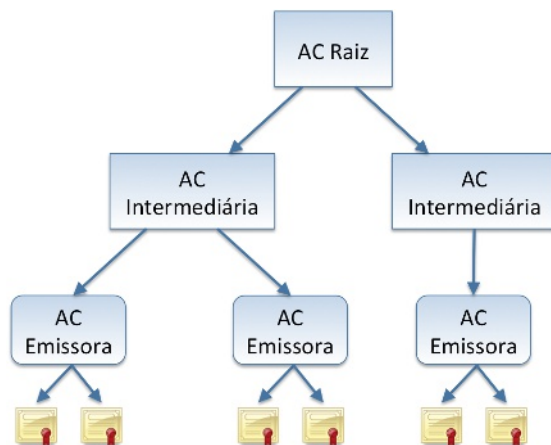 AC Raiz
AC
Intermediária
AC
Intermediária
AC
Emissora
AC
Emissora
AC
Emissora